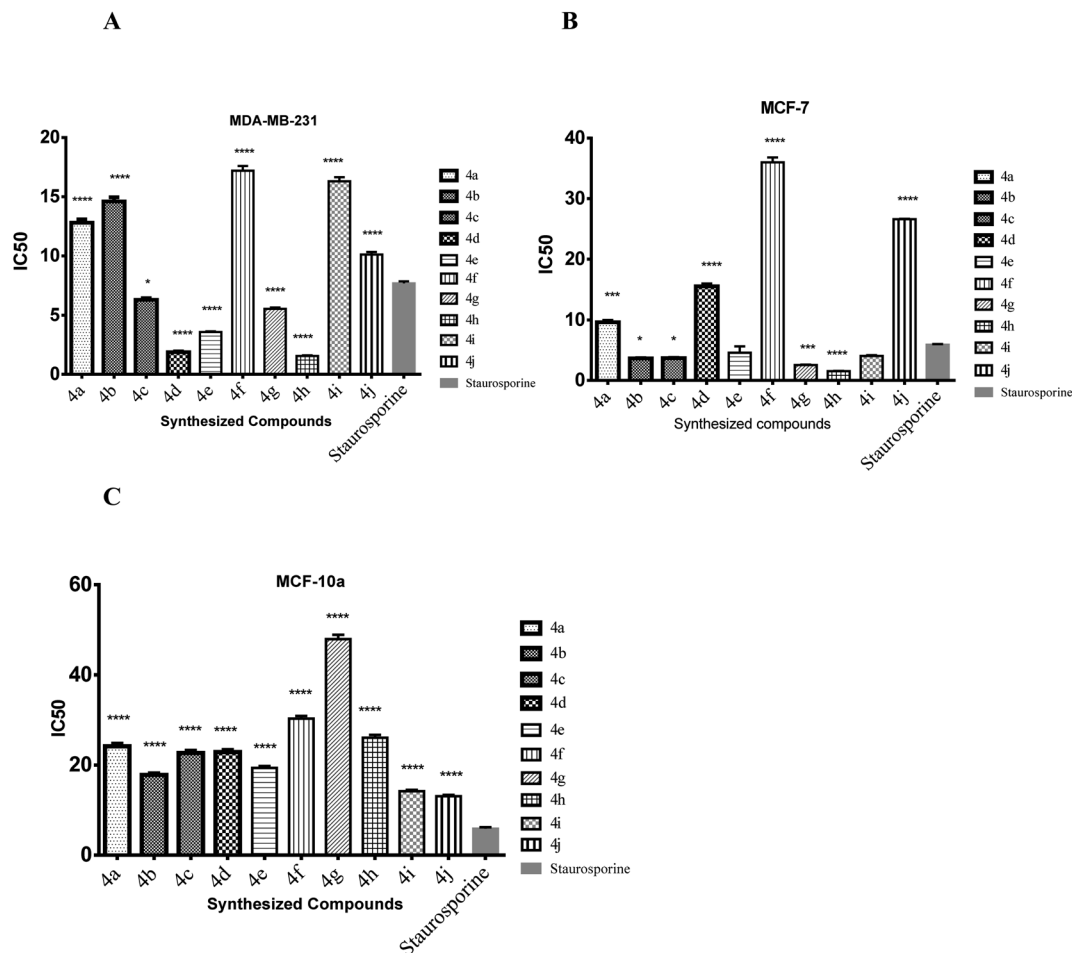 A
MDA-MB-231
IC50
20
15
10
5
0
**** **** * **** **** **** **** **** **** ****
4a 4b 4c 4d 4e 4f 4g 4h 4i 4j Staurosporine
Synthesized Compounds
4a
4b
4c
4d
4e
4f
4g
4h
4i
4j
Staurosporine
B
MCF-7
IC50
40
30
20
10
0
*** * * **** **** *** **** ****
4a 4b 4c 4d 4e 4f 4g 4h 4i 4j Staurosporine
Synthesized compounds
4a
4b
4c
4d
4e
4f
4g
4h
4i
4j
Staurosporine
C
MCF-10a
IC50
60
40
20
0
**** **** **** **** **** **** **** **** **** ****
4a 4b 4c 4d 4e 4f 4g 4h 4i 4j Staurosporine
Synthesized Compounds
4a
4b
4c
4d
4e
4f
4g
4h
4i
4j
Staurosporine